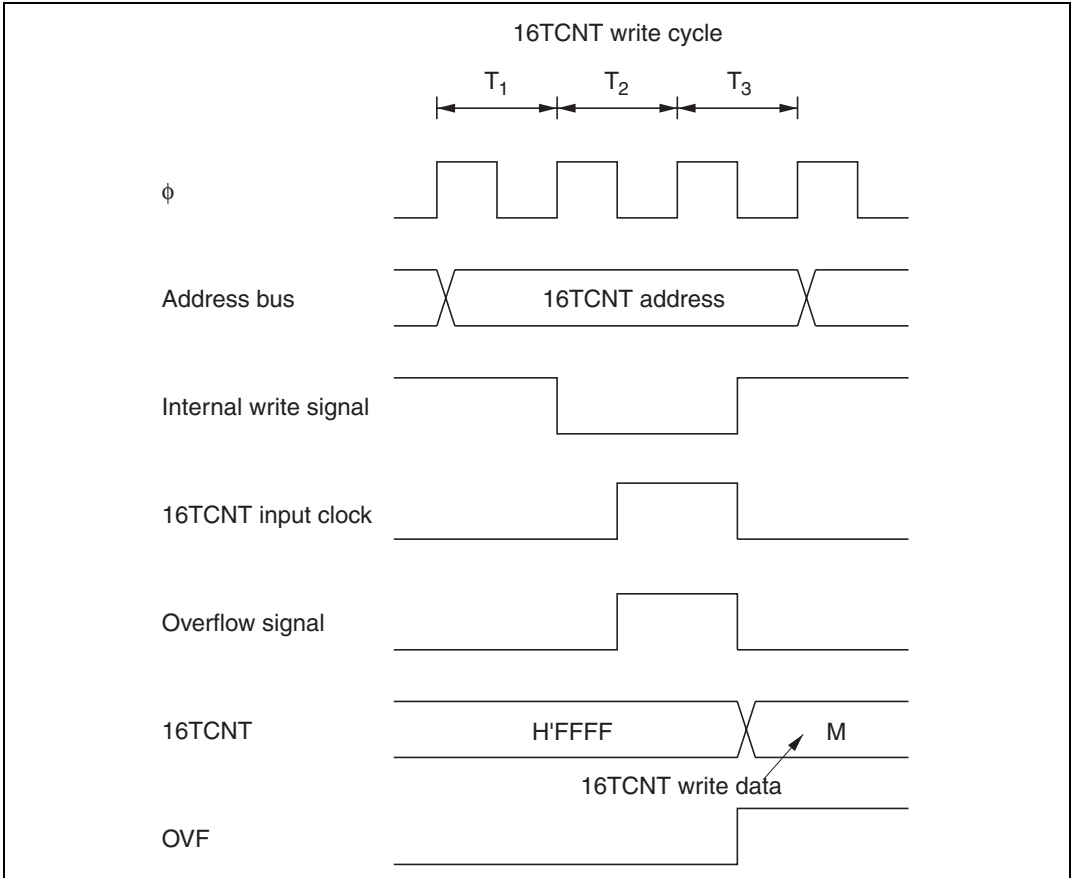 16TCNT write cycle
T1 T2 T3
φ
Address bus
16TCNT address
Internal write signal
16TCNT input clock
Overflow signal
16TCNT
H'FFFF
M
16TCNT write data
OVF